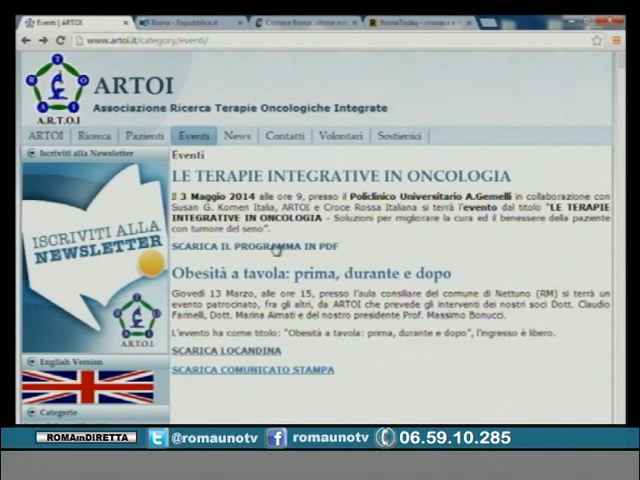 Eventi | ARTOI
Roma - Repubblica.it
Corriere Roma: ultime
RomaToday - cronaca e
www.artoi.it/category/eventi/
A.R.T.O.I
ARTOI
Associazione Ricerca Terapie Oncologiche Integrate
ARTOI Ricerca Pazienti Eventi News Contatti Volontari Sostienici
Iscriviti alla Newsletter
ISCRIVITI ALLA
NEWSLETTER
A.R.T.O.I.
English Version
Categorie
Eventi
LE TERAPIE INTEGRATIVE IN ONCOLOGIA
Il 3 Maggio 2014 alle ore 9, presso il Policlinico Universitario A.Gemelli in collaborazione con
Susan G. Komen Italia, ARTOI e Croce Rossa Italiana si terrà l'evento dal titolo "LE TERAPIE
INTEGRATIVE IN ONCOLOGIA - Soluzioni per migliorare la cura ed il benessere della paziente
con tumore del seno".
SCARICA IL PROGRAMMA IN PDF
Obesità a tavola: prima, durante e dopo
Giovedì 13 Marzo, alle ore 15, presso l'aula consiliare del comune di Nettuno (RM) si terrà un
evento patrocinato, fra gli altri, da ARTOI che prevede gli interventi dei nostri soci Dott. Claudio
Farinelli, Dott. Marina Aimati e del nostro presidente Prof. Massimo Bonucci.
L'evento ha come titolo: "Obesità a tavola: prima, durante e dopo", l'ingresso è libero.
SCARICA LOCANDINA
SCARICA COMUNICATO STAMPA
ROMAinDIRETTA @romaunotv romaunotv 06.59.10.285